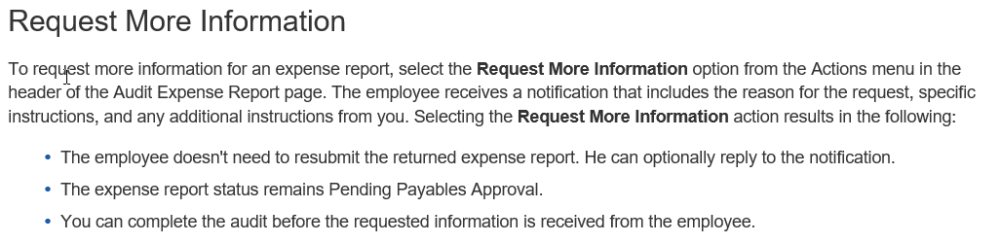 Request More Information
To request more information for an expense report, select the Request More Information option from the Actions menu in the
header of the Audit Expense Report page. The employee receives a notification that includes the reason for the request, specific
instructions, and any additional instructions from you. Selecting the Request More Information action results in the following:
• The employee doesn't need to resubmit the returned expense report. He can optionally reply to the notification.
• The expense report status remains Pending Payables Approval.
• You can complete the audit before the requested information is received from the employee.